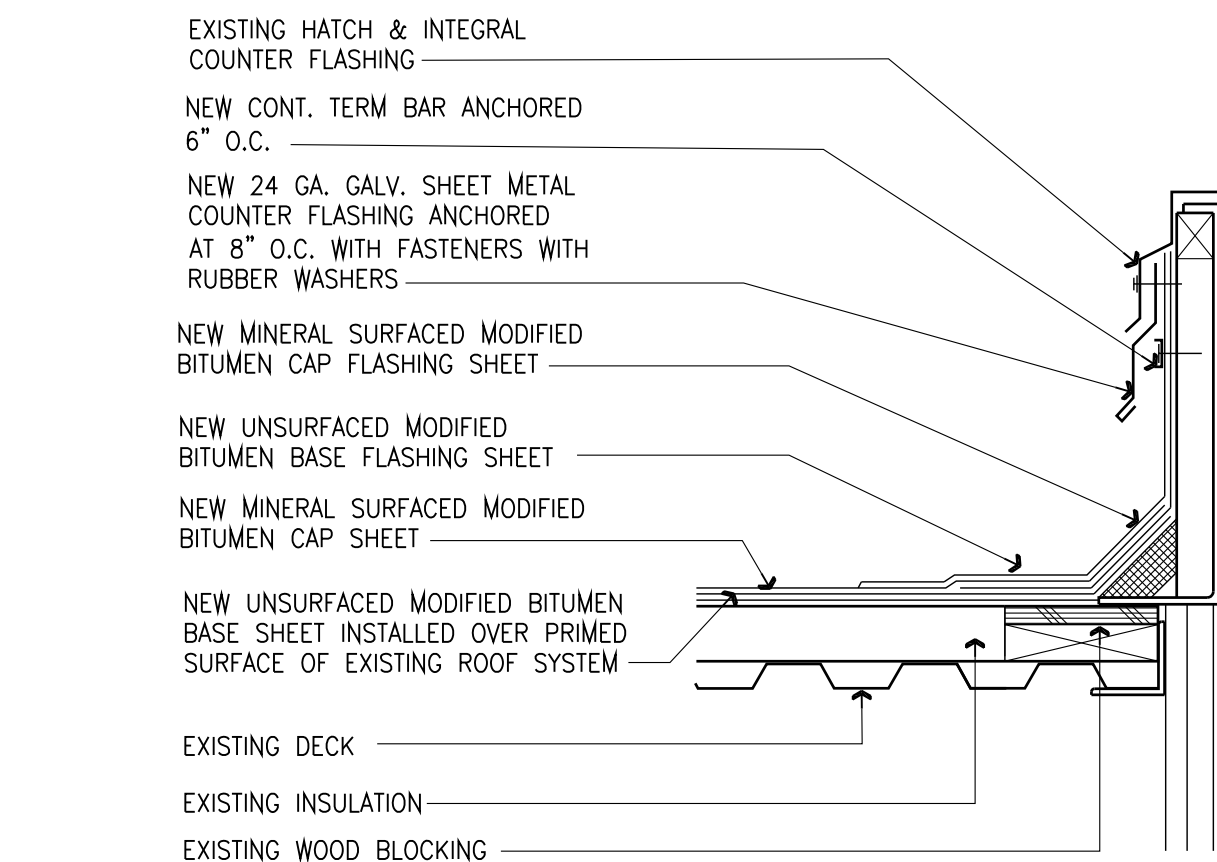 EXISTING HATCH & INTEGRAL
COUNTER FLASHING
NEW CONT. TERM BAR ANCHORED
6" O.C.
NEW 24 GA. GALV. SHEET METAL
COUNTER FLASHING ANCHORED
AT 8" O.C. WITH FASTENERS WITH
RUBBER WASHERS
NEW MINERAL SURFACED MODIFIED
BITUMEN CAP FLASHING SHEET
NEW UNSURFACED MODIFIED
BITUMEN BASE FLASHING SHEET
NEW MINERAL SURFACED MODIFIED
BITUMEN CAP SHEET
NEW UNSURFACED MODIFIED BITUMEN
BASE SHEET INSTALLED OVER PRIMED
SURFACE OF EXISTING ROOF SYSTEM
EXISTING DECK
EXISTING INSULATION
EXISTING WOOD BLOCKING